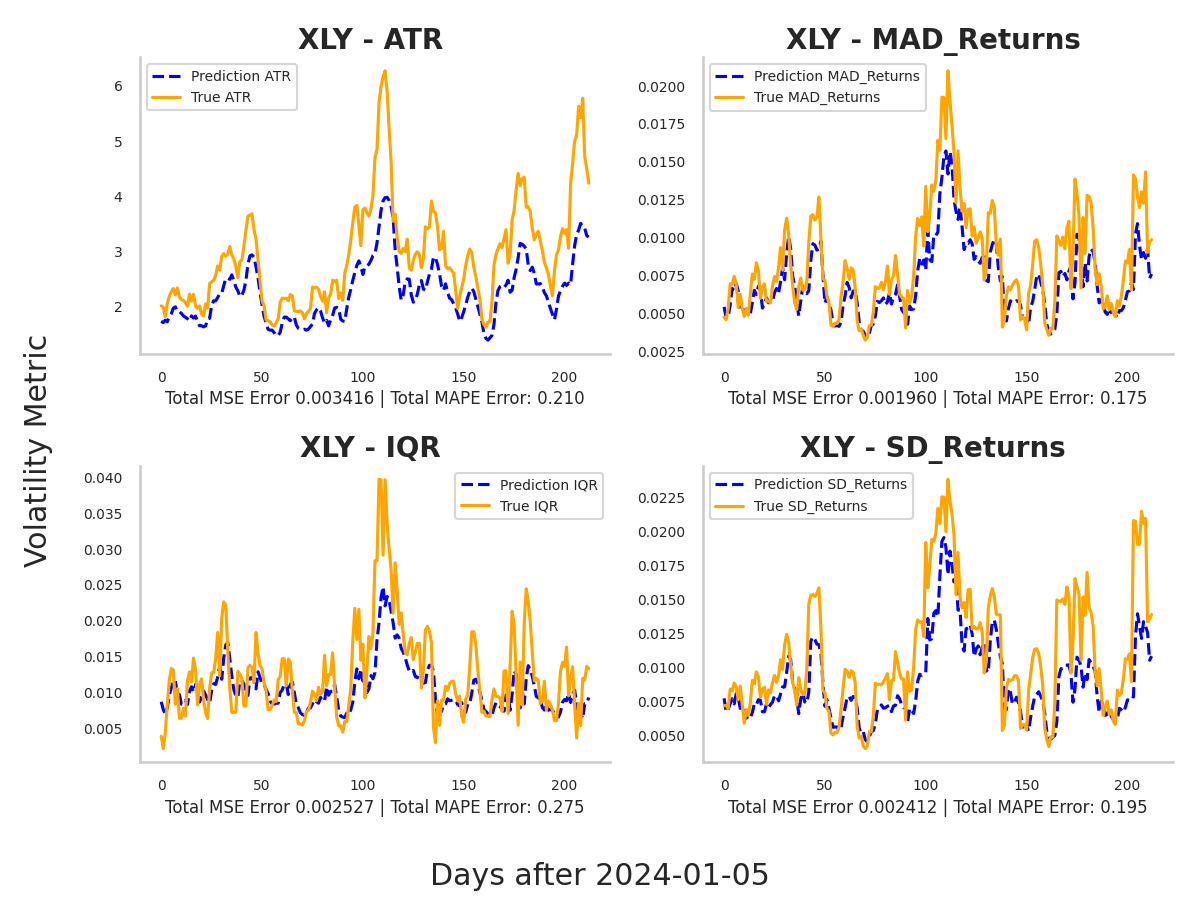 XLY - ATR
Prediction ATR
True ATR
6
5
4
3
2
0 50 100 150 200
Total MSE Error 0.003416 | Total MAPE Error: 0.210
XLY - MAD_Returns
Prediction MAD_Returns
True MAD_Returns
0.0200
0.0175
0.0150
0.0125
0.0100
0.0075
0.0050
0.0025
0 50 100 150 200
Total MSE Error 0.001960 | Total MAPE Error: 0.175
Volatility Metric
XLY - IQR
Prediction IQR
True IQR
0.040
0.035
0.030
0.025
0.020
0.015
0.010
0.005
0 50 100 150 200
Total MSE Error 0.002527 | Total MAPE Error: 0.275
XLY - SD_Returns
Prediction SD_Returns
True SD_Returns
0.0225
0.0200
0.0175
0.0150
0.0125
0.0100
0.0075
0.0050
0 50 100 150 200
Total MSE Error 0.002412 | Total MAPE Error: 0.195
Days after 2024-01-05